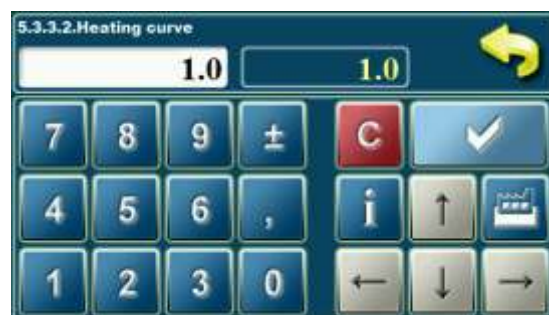 5.3.3.2.Heating curve
1.0 1.0
7 8 9 ± C
4 5 6 , i ↑
1 2 3 0 ← ↓ →